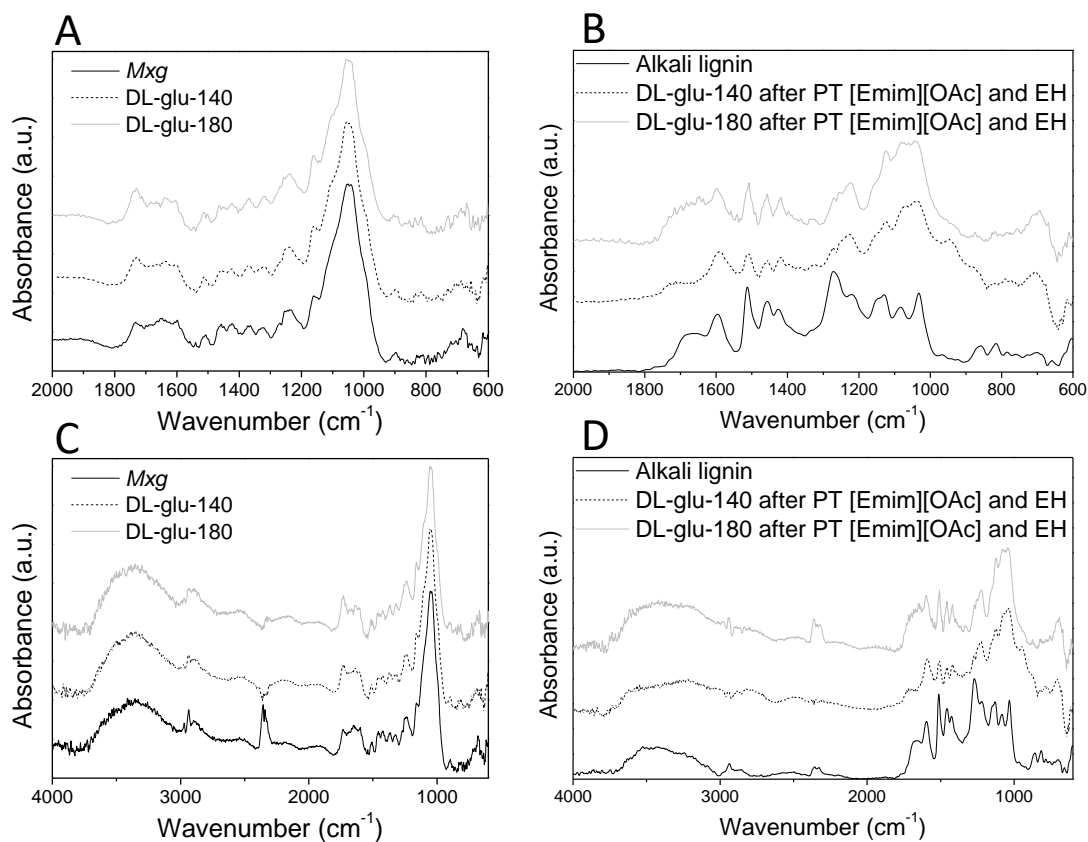 A
Mxg
DL-glu-140
DL-glu-180
Absorbance (a.u.)
2000 1800 1600 1400 1200 1000 800 600
Wavenumber (cm⁻¹)
B
Alkali lignin
DL-glu-140 after PT [Emim][OAc] and EH
DL-glu-180 after PT [Emim][OAc] and EH
Absorbance (a.u.)
2000 1800 1600 1400 1200 1000 800 600
Wavenumber (cm⁻¹)
C
Mxg
DL-glu-140
DL-glu-180
Absorbance (a.u.)
4000 3000 2000 1000
Wavenumber (cm⁻¹)
D
Alkali lignin
DL-glu-140 after PT [Emim][OAc] and EH
DL-glu-180 after PT [Emim][OAc] and EH
Absorbance (a.u.)
4000 3000 2000 1000
Wavenumber (cm⁻¹)